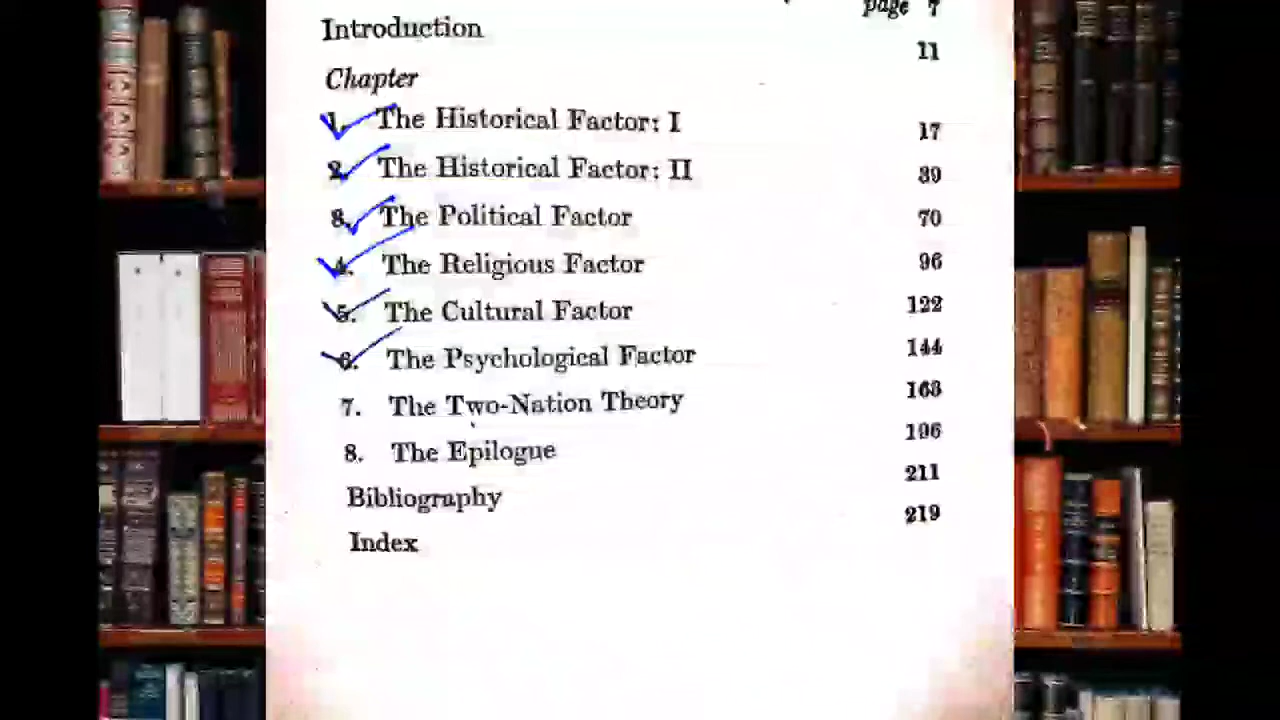 page 7
Introduction 11
Chapter
1. The Historical Factor: I 17
2. The Historical Factor: II 39
3. The Political Factor 70
4. The Religious Factor 96
5. The Cultural Factor 122
6. The Psychological Factor 144
7. The Two-Nation Theory 163
8. The Epilogue 196
Bibliography 211
Index 219